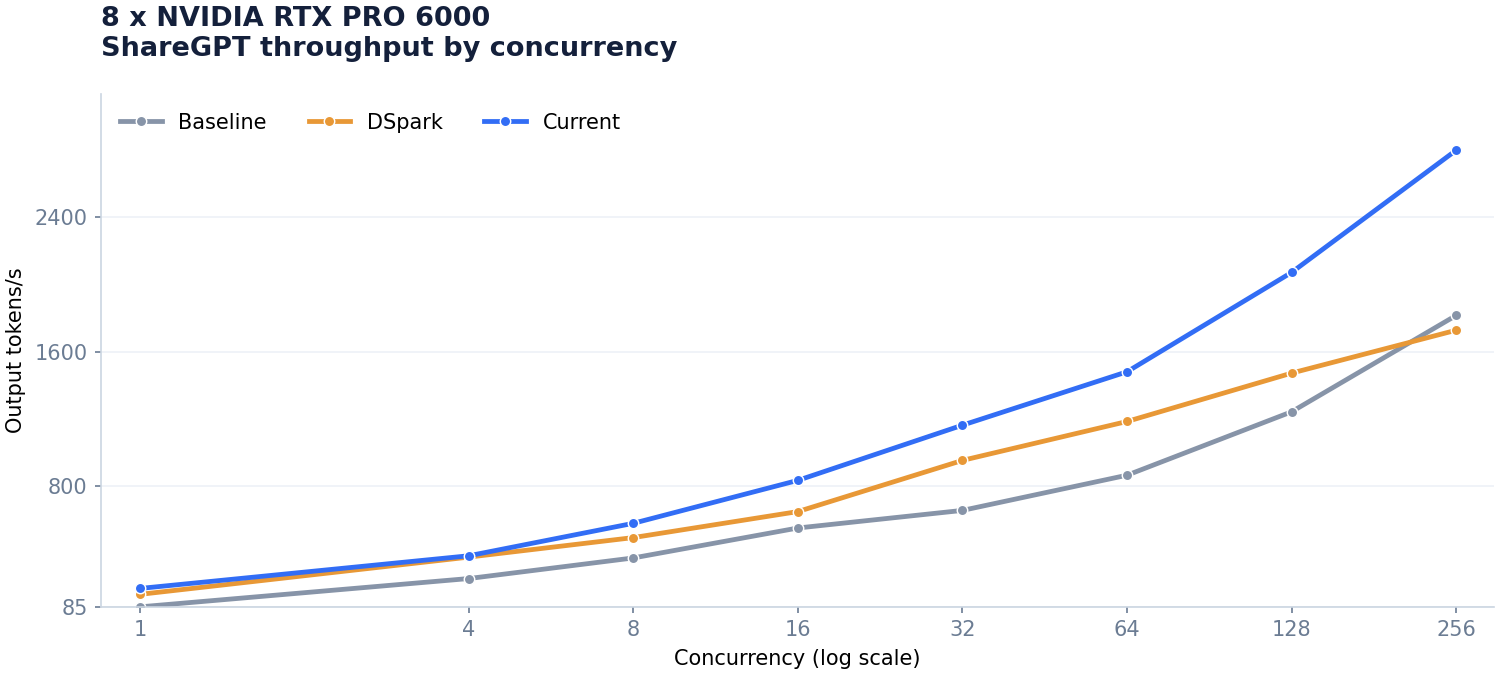 8 x NVIDIA RTX PRO 6000
ShareGPT throughput by concurrency
Baseline
DSpark
Current
2400
1600
800
85
Output tokens/s
1
4
8
16
32
64
128
256
Concurrency (log scale)